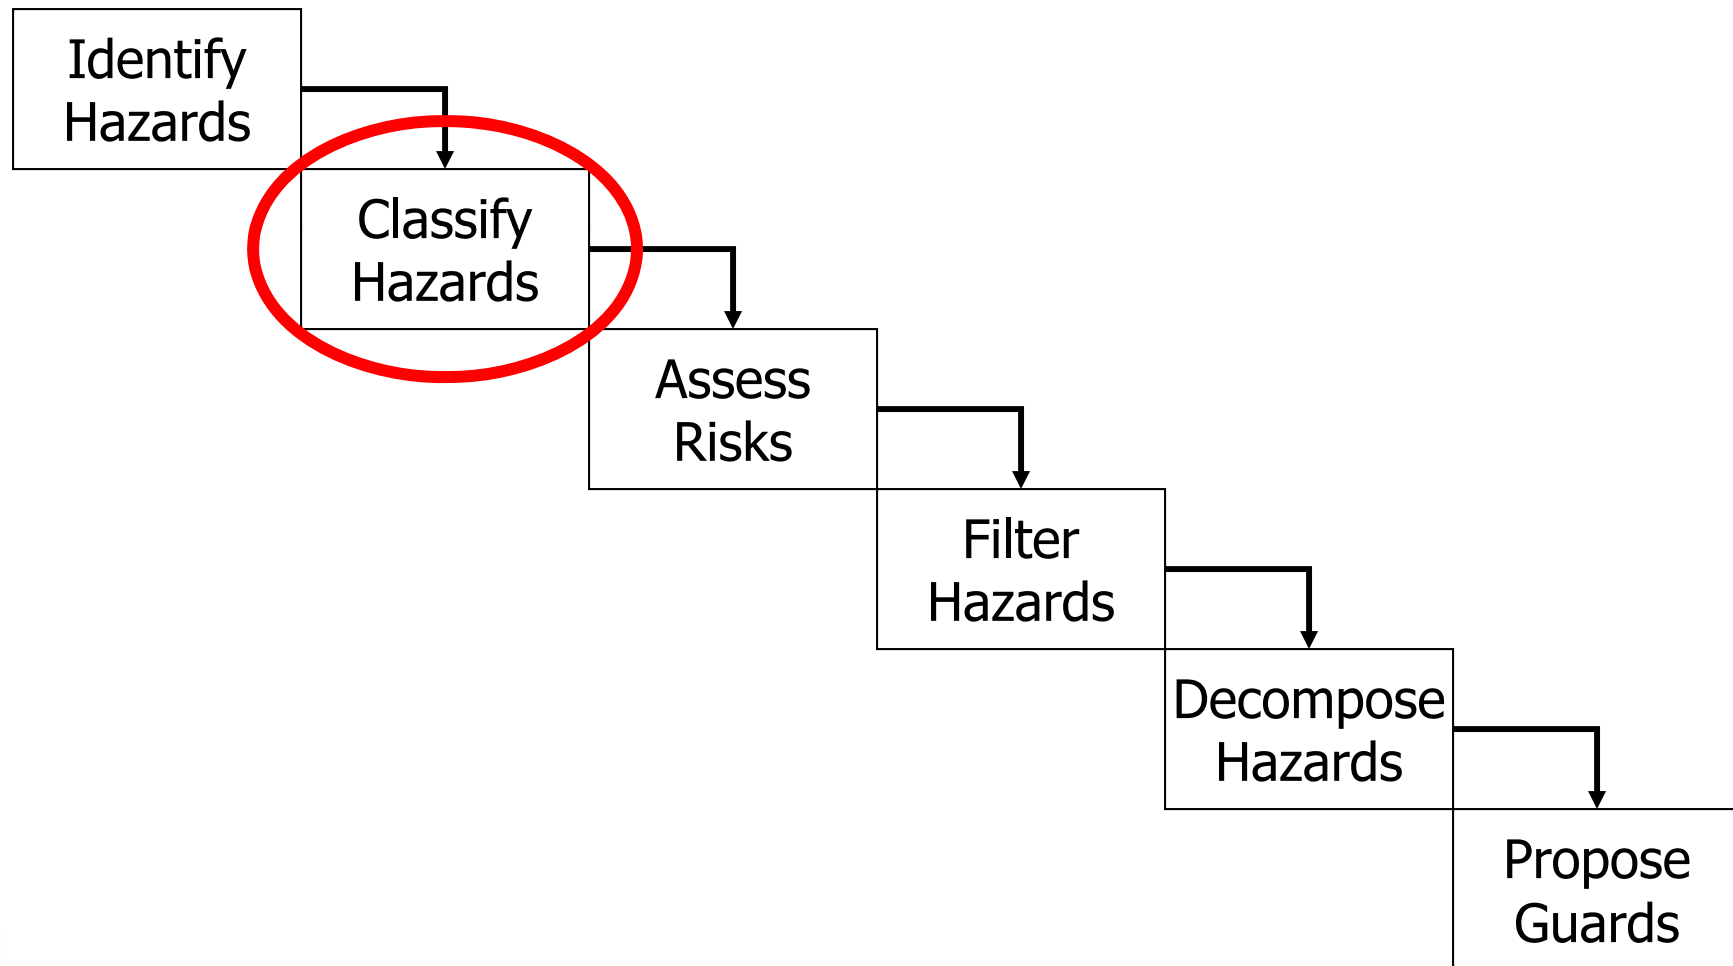 Identify
Hazards
Classify
Hazards
Assess
Risks
Filter
Hazards
Decompose
Hazards
Propose
Guards